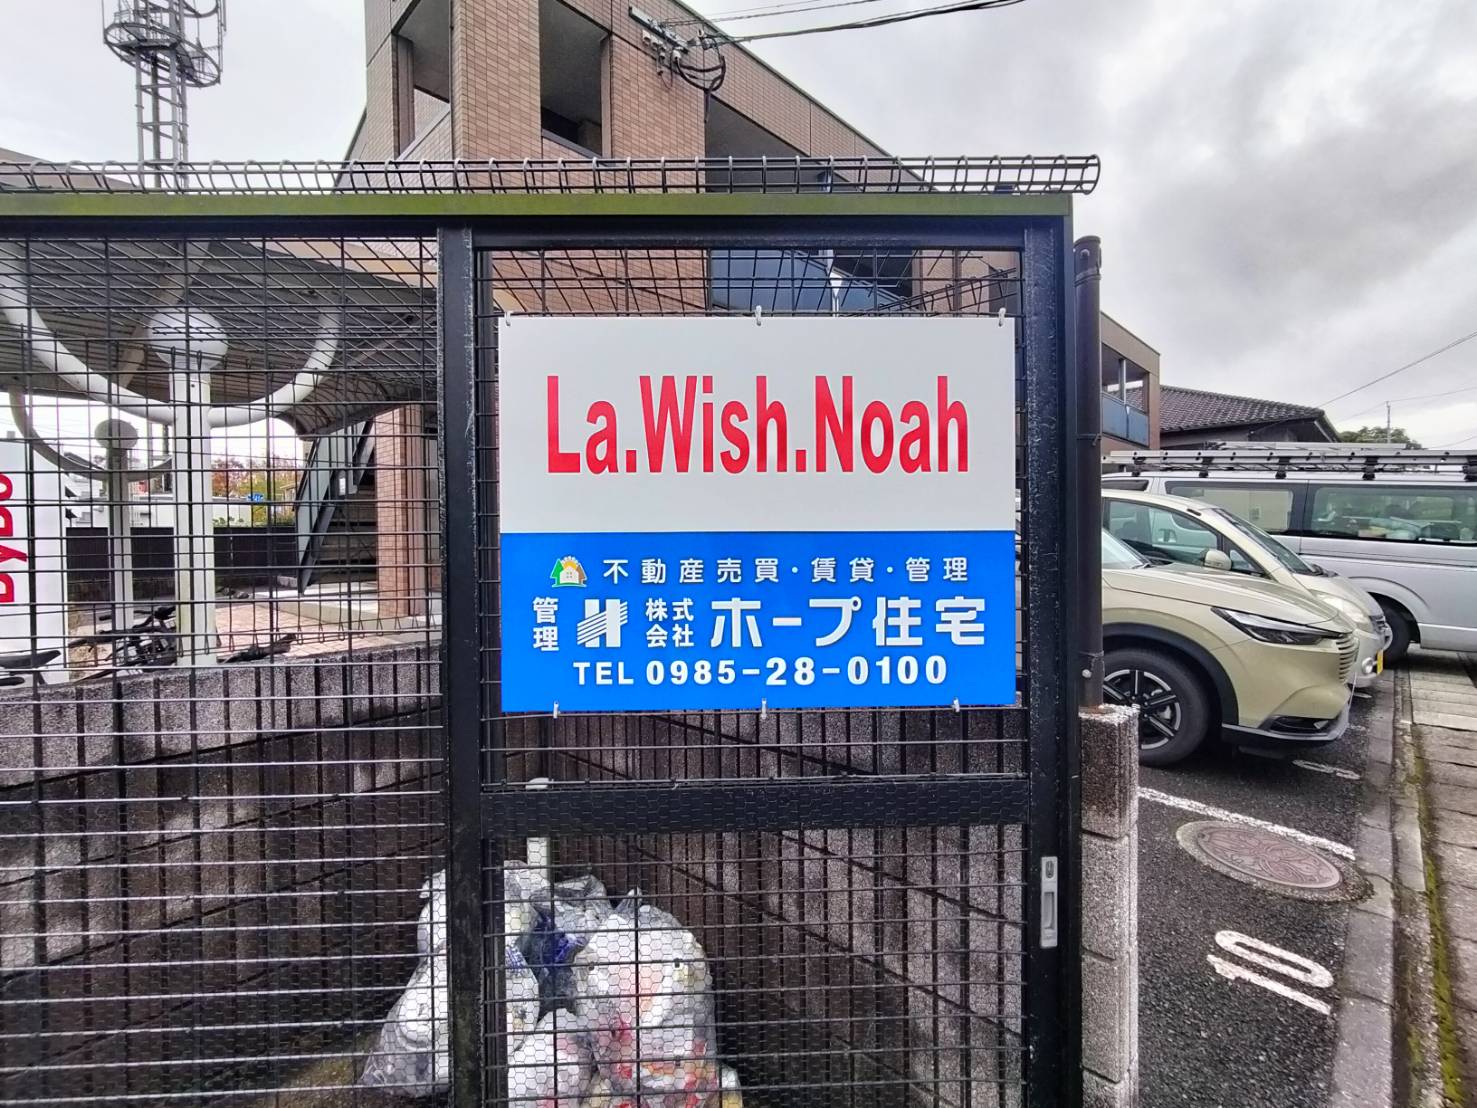 La.Wish.Noah
不動産売買・賃貸・管理
管理 株式会社 ホープ住宅
TEL 0985-28-0100
DyDo
10